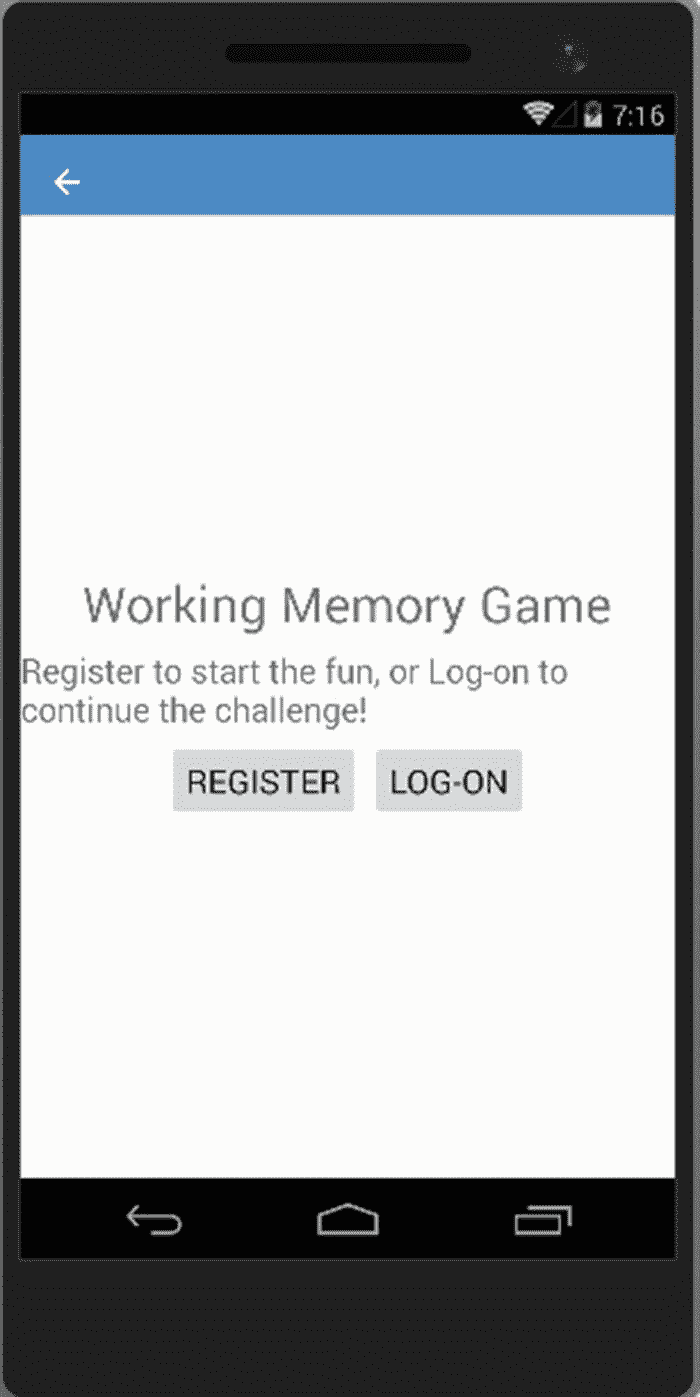 7:16
Working Memory Game
Register to start the fun, or Log-on to
continue the challenge!
REGISTER LOG-ON